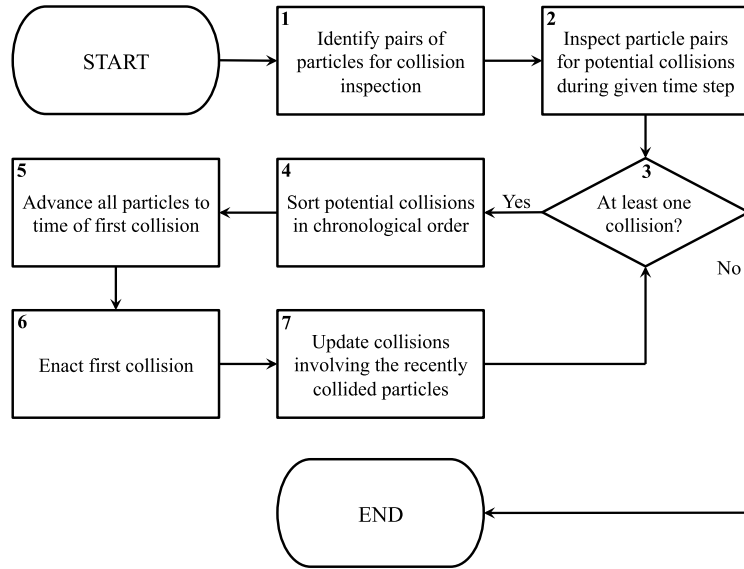 START
1
Identify pairs of
particles for collision
inspection
2
Inspect particle pairs
for potential collisions
during given time step
3
At least one
collision?
Yes
No
4
Sort potential collisions
in chronological order
5
Advance all particles to
time of first collision
6
Enact first collision
7
Update collisions
involving the recently
collided particles
END